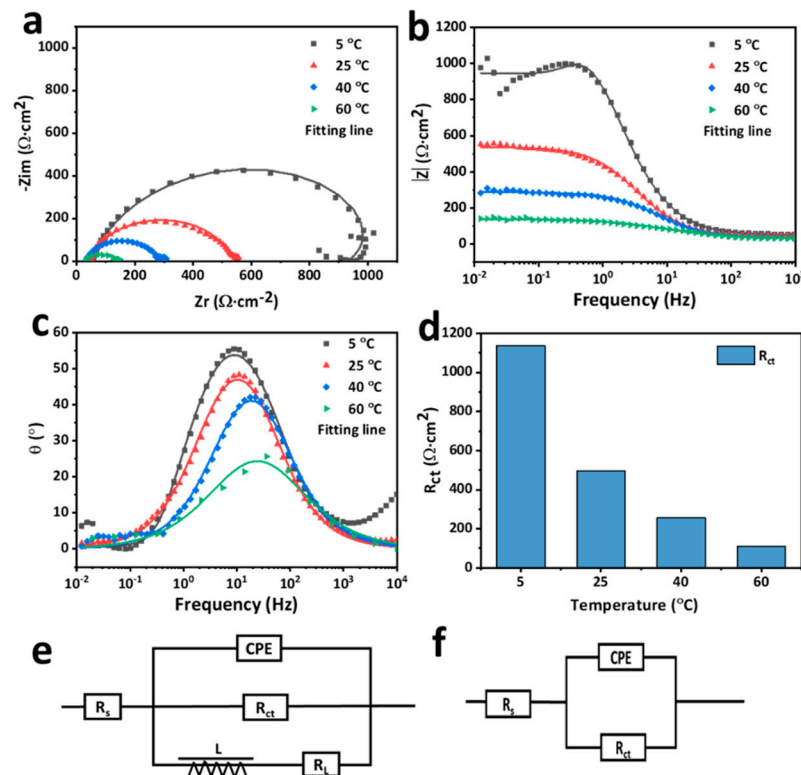 a
1000
800
600
400
200
0
-Zim (Ω·cm²)
5 °C
25 °C
40 °C
60 °C
Fitting line
0 200 400 600 800 1000
Zr (Ω·cm⁻²)
b
1200
1000
800
600
400
200
0
|Z| (Ω·cm²)
5 °C
25 °C
40 °C
60 °C
Fitting line
10⁻² 10⁻¹ 10⁰ 10¹ 10² 10³
Frequency (Hz)
c
60
50
40
30
20
10
0
θ (°)
5 °C
25 °C
40 °C
60 °C
Fitting line
10⁻² 10⁻¹ 10⁰ 10¹ 10² 10³ 10⁴
Frequency (Hz)
d
1200
1000
800
600
400
200
0
Rct (Ω·cm²)
Rct
5 25 40 60
Temperature (°C)
e
CPE
Rs
Rct
L
RL
f
CPE
Rs
Rct